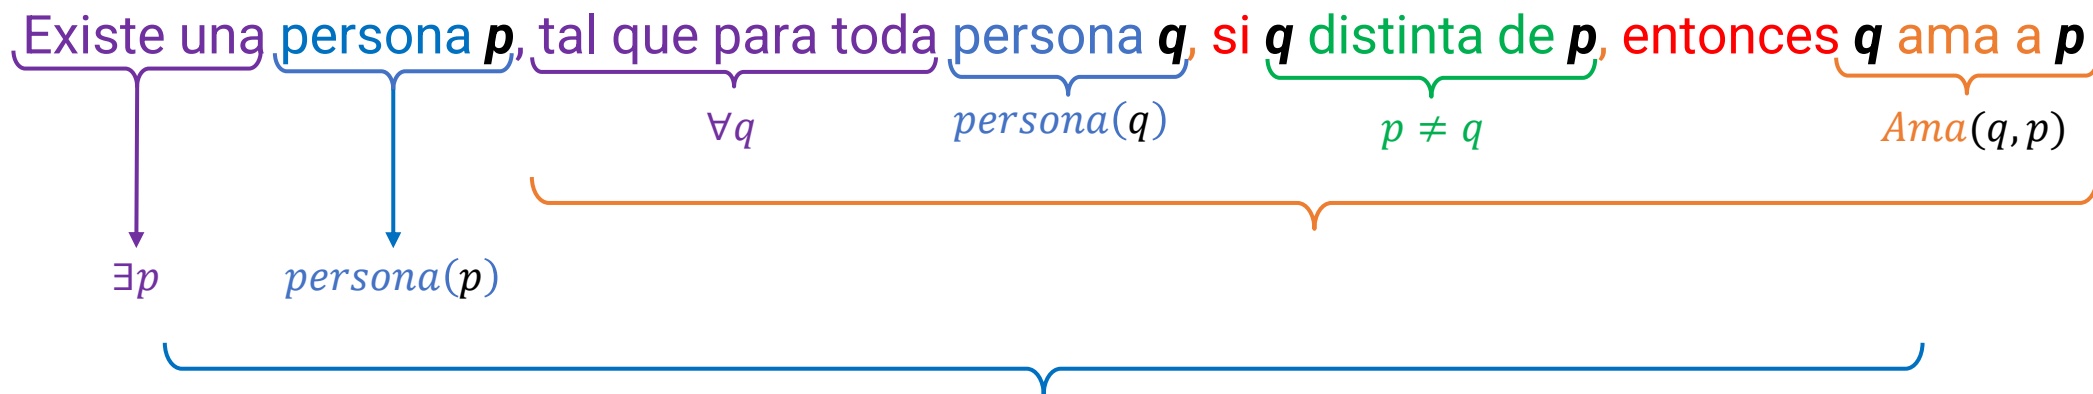 Existe una persona p, tal que para toda persona q, si q distinta de p, entonces q ama a p
∀q persona(q) p ≠ q Ama(q, p)
∃p persona(p)